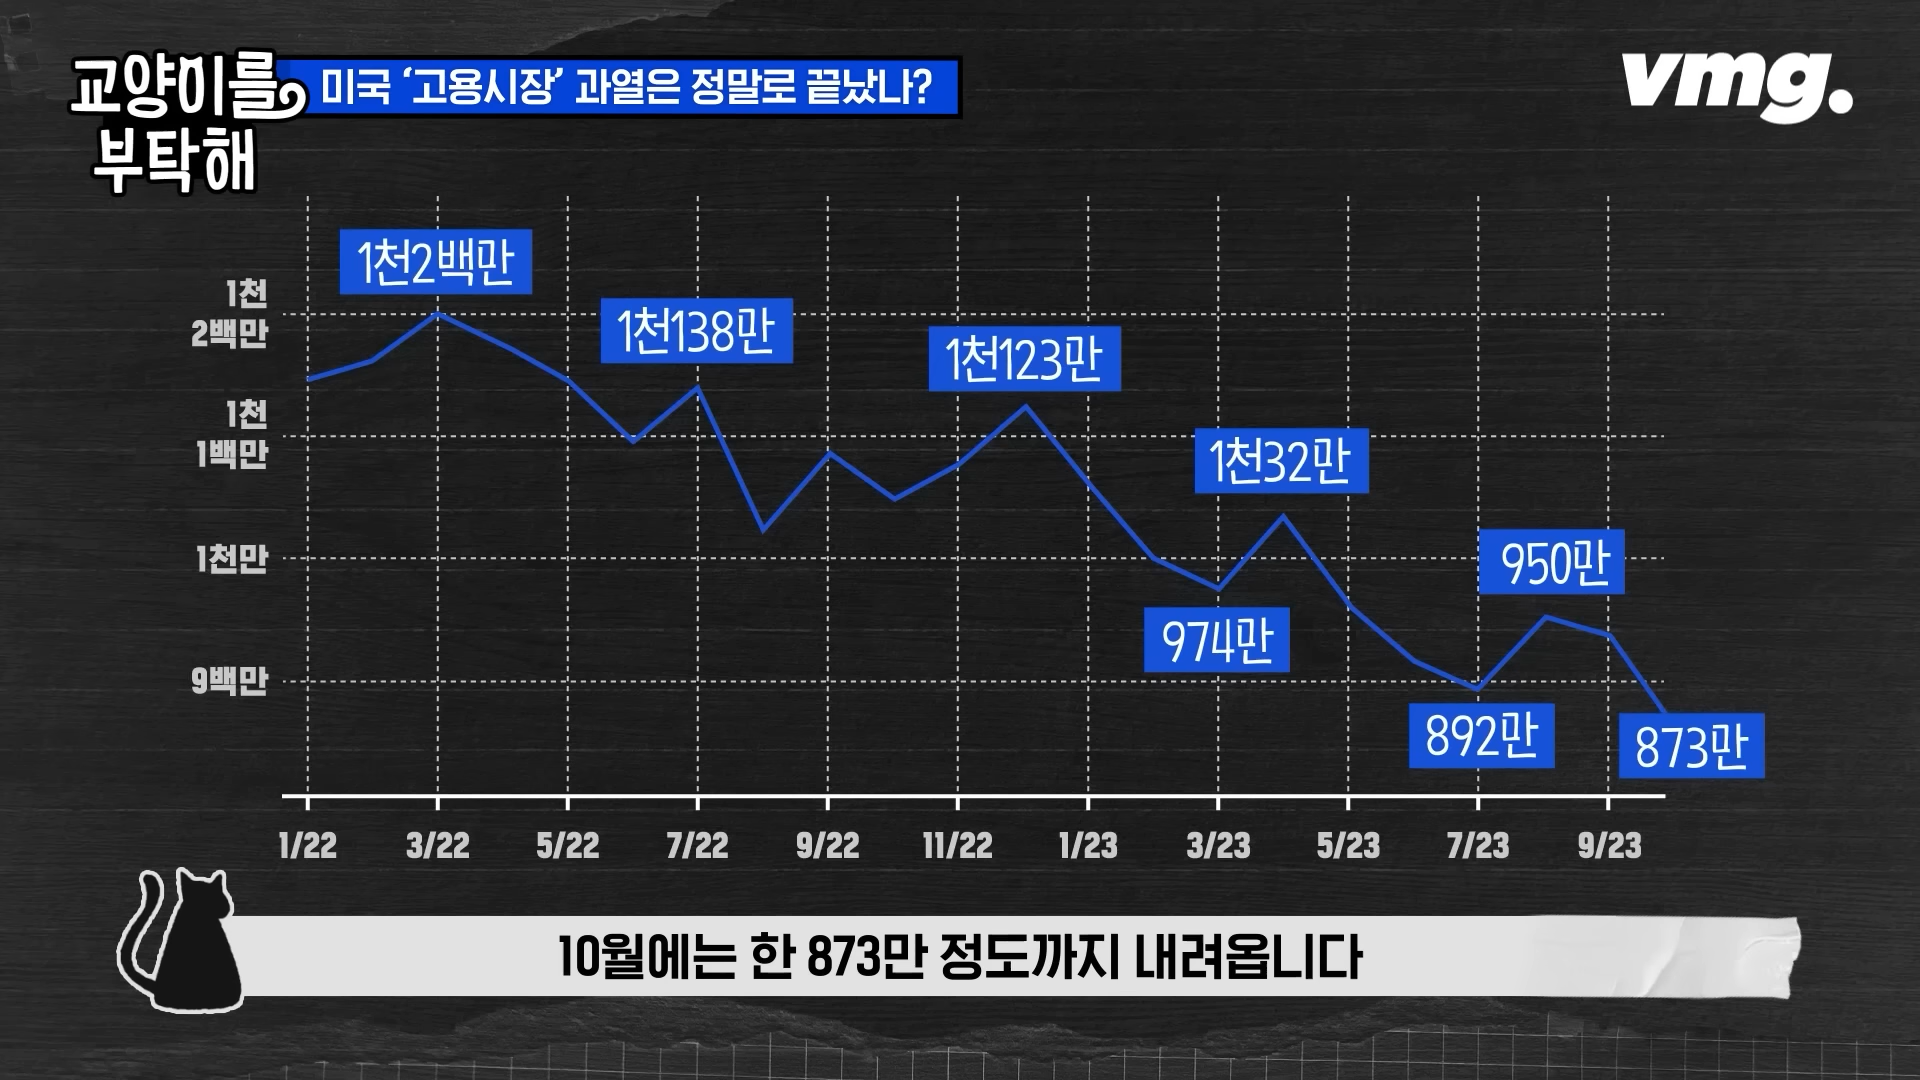 교양이를
부탁해
미국 ‘고용시장’ 과열은 정말로 끝났나?
vmg.
1천2백만
1천138만
1천123만
1천32만
950만
974만
892만
873만
1천
2백만
1천
1백만
1천만
9백만
1/22 3/22 5/22 7/22 9/22 11/22 1/23 3/23 5/23 7/23 9/23
10월에는 한 873만 정도까지 내려옵니다